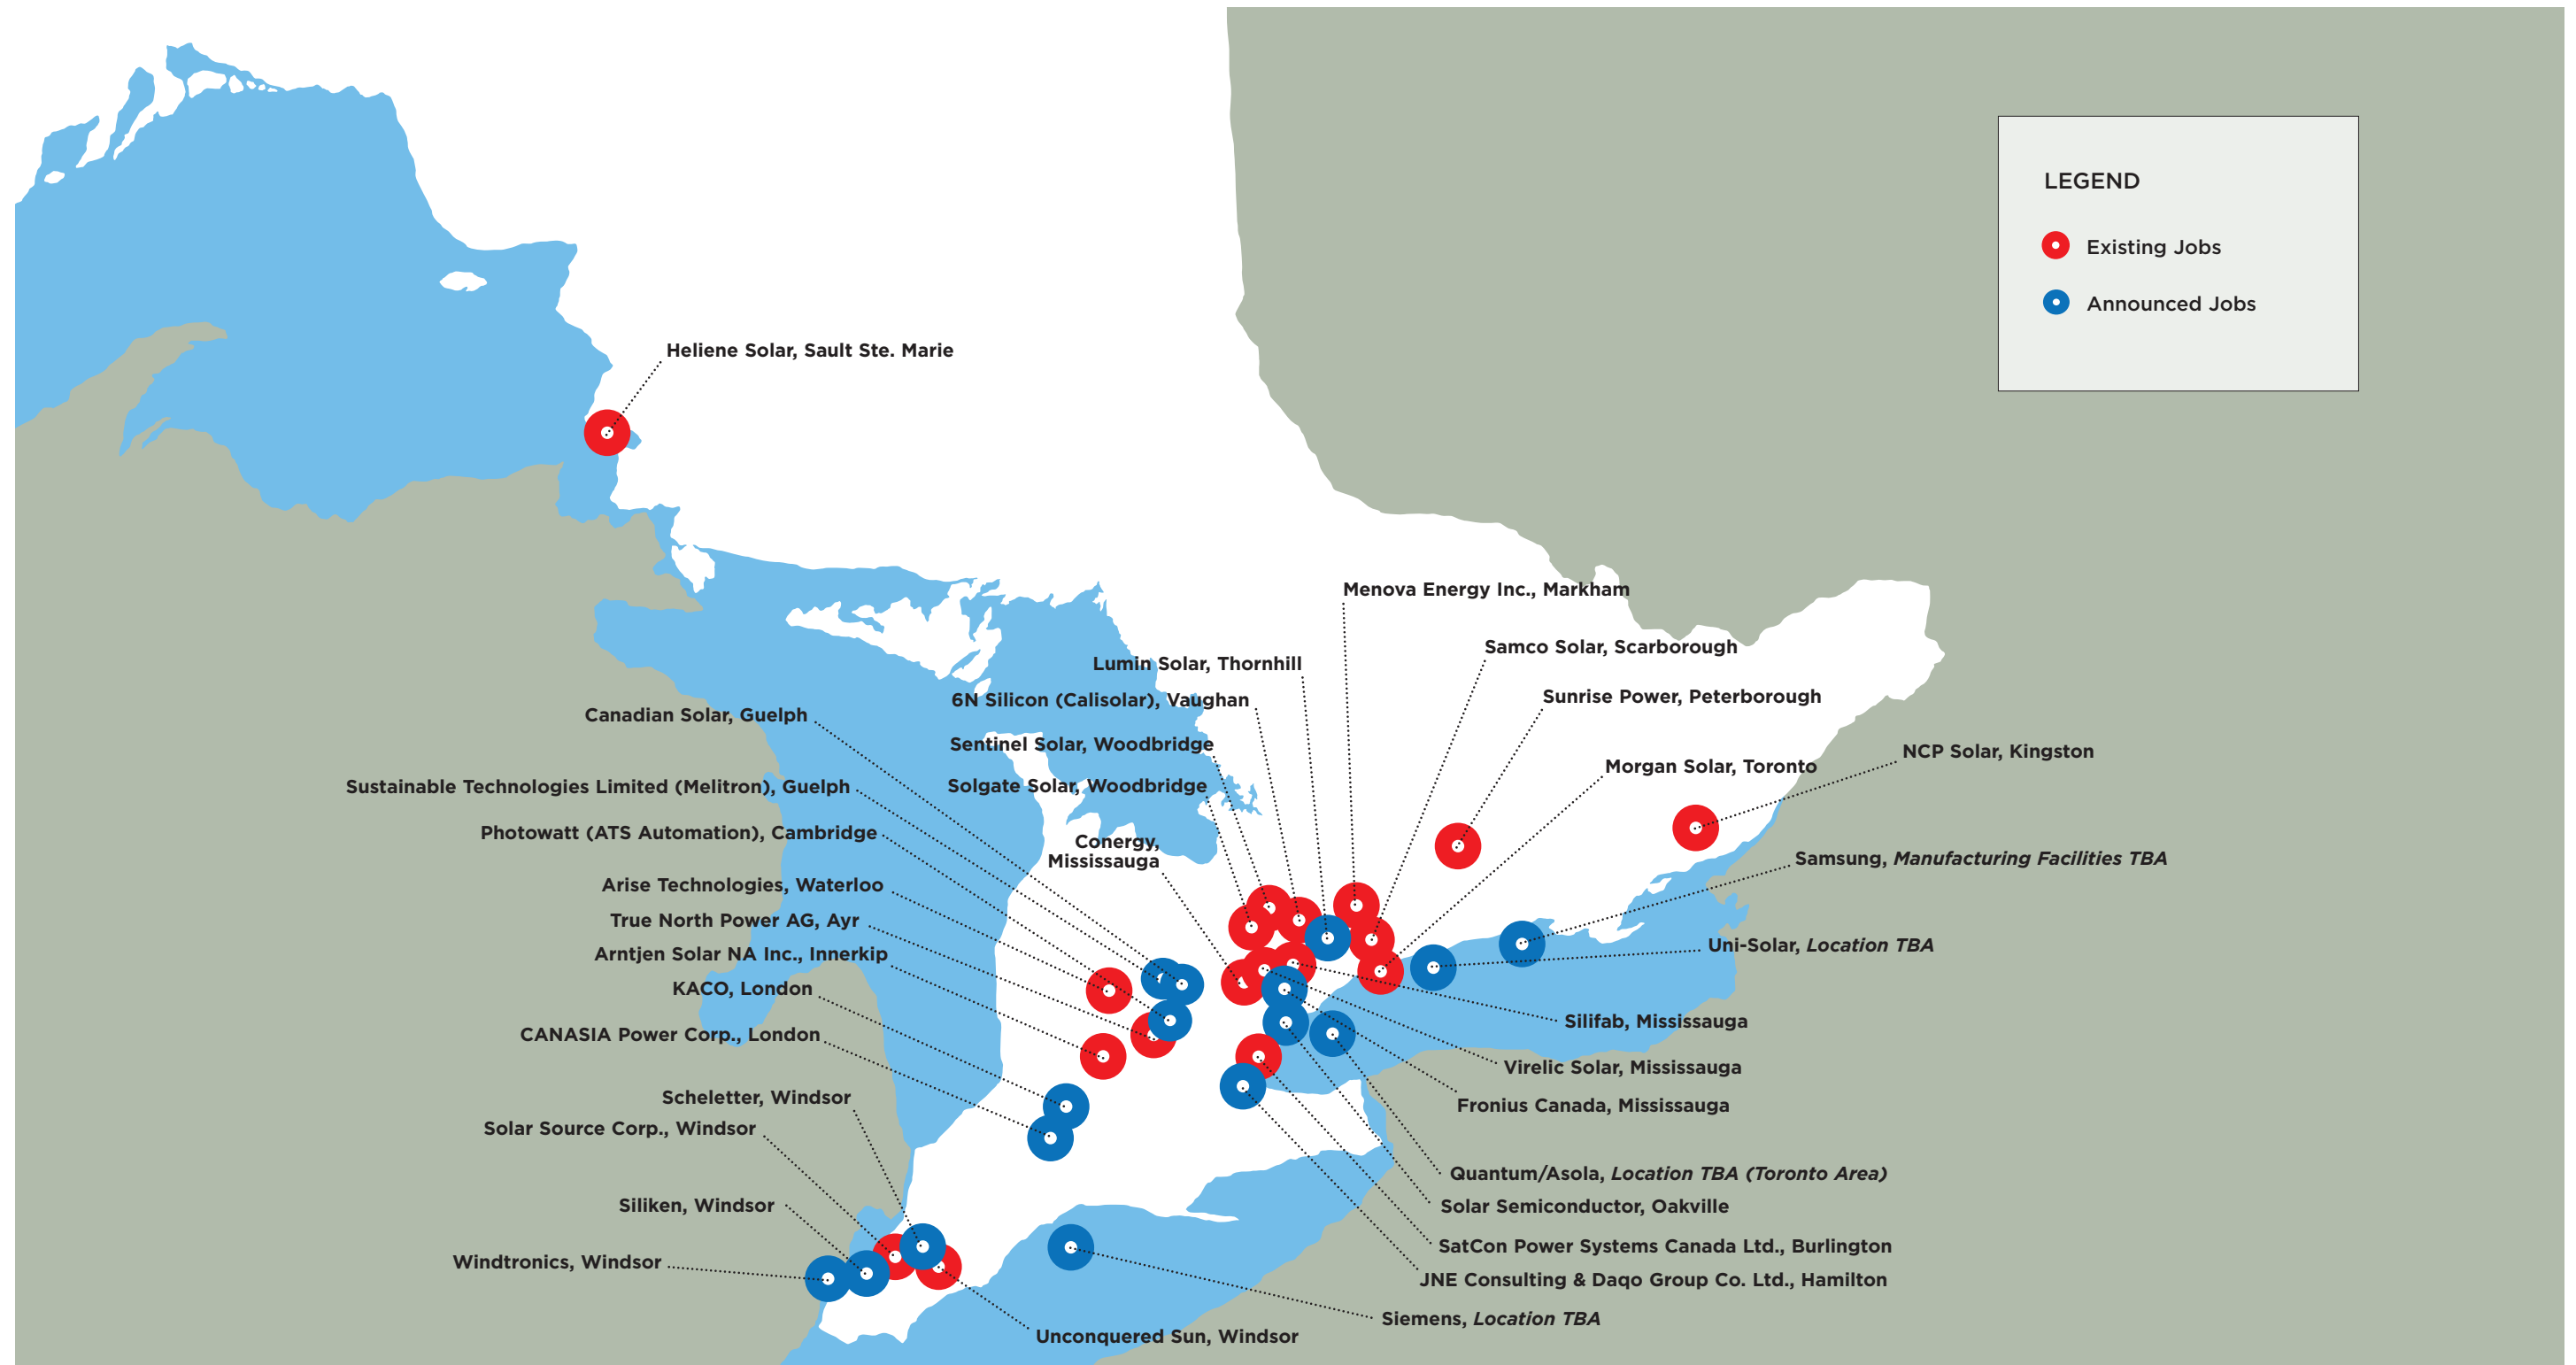 LEGEND
Existing Jobs
Announced Jobs
Heliene Solar, Sault Ste. Marie
Menova Energy Inc., Markham
Samco Solar, Scarborough
Lumin Solar, Thornhill
Sunrise Power, Peterborough
6N Silicon (Calisolar), Vaughan
Canadian Solar, Guelph
Sentinel Solar, Woodbridge
NCP Solar, Kingston
Morgan Solar, Toronto
Sustainable Technologies Limited (Melitron), Guelph
Solgate Solar, Woodbridge
Photowatt (ATS Automation), Cambridge
Conergy,
Mississauga
Samsung, Manufacturing Facilities TBA
Arise Technologies, Waterloo
True North Power AG, Ayr
Uni-Solar, Location TBA
Arntjen Solar NA Inc., Innerkip
KACO, London
Silifab, Mississauga
CANASIA Power Corp., London
Virelic Solar, Mississauga
Scheletter, Windsor
Fronius Canada, Mississauga
Solar Source Corp., Windsor
Quantum/Asola, Location TBA (Toronto Area)
Siliken, Windsor
Solar Semiconductor, Oakville
SatCon Power Systems Canada Ltd., Burlington
Windtronics, Windsor
JNE Consulting & Daqo Group Co. Ltd., Hamilton
Siemens, Location TBA
Unconquered Sun, Windsor